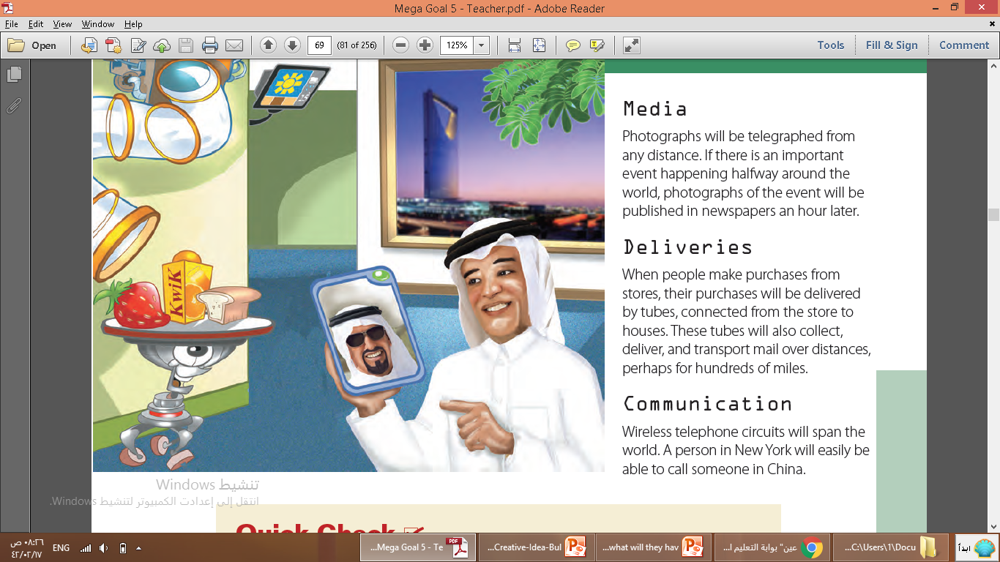 Mega Goal 5 - Teacher.pdf - Adobe Reader
File Edit View Window Help
Open 69 (81 of 256) 125% Tools Fill & Sign Comment
KwiK
Media
Photographs will be telegraphed from
any distance. If there is an important
event happening halfway around the
world, photographs of the event will be
published in newspapers an hour later.
Deliveries
When people make purchases from
stores, their purchases will be delivered
by tubes, connected from the store to
houses. These tubes will also collect,
deliver, and transport mail over distances,
perhaps for hundreds of miles.
Communication
Wireless telephone circuits will span the
world. A person in New York will easily be
able to call someone in China.
تنشيط Windows
انتقل إلى إعدادت الكمبيوتر لتنشيط Windows.
Quick Check
ابدأ
C:\Users\1\Docu...
عين" بوابة التعليم ا...
what will they hav...
Creative-Idea-Bul...
Mega Goal 5 - Te...
PDF
ENG
٠٨:٢٦ ص
٤٢/٠٢/١٧